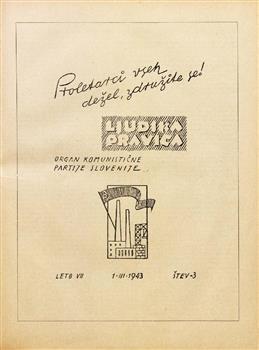 Proletarci vseh
dežel, združite se!
LJUDSKA
PRAVICA
ORGAN KOMUNISTIČNE
PARTIJE SLOVENIJE
LETO VII 1-III-1943 ŠTEV-3